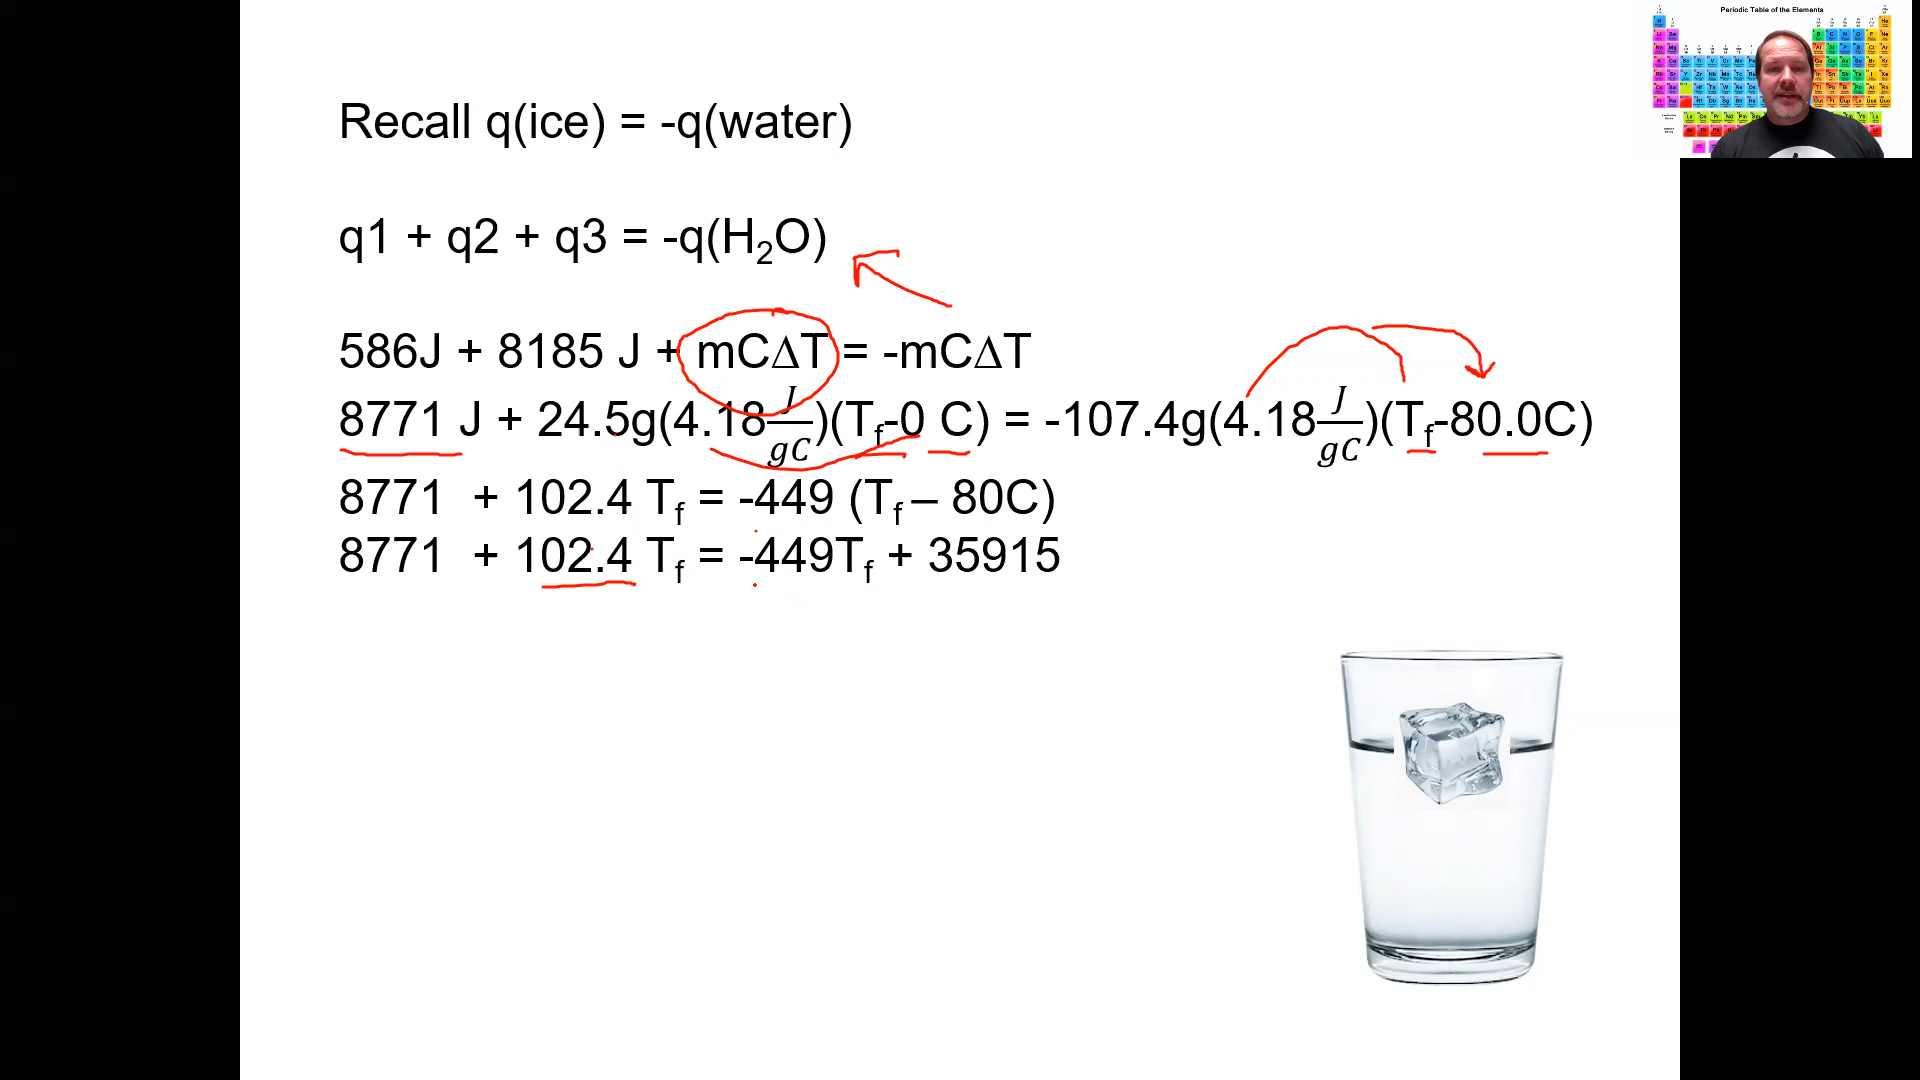 Periodic Table of the Elements
Recall q(ice) = -q(water)
q1 + q2 + q3 = -q(H₂O)
586J + 8185 J + mCΔT = -mCΔT
8771 J + 24.5g(4.18 J/gC)(Tf-0 C) = -107.4g(4.18 J/gC)(Tf-80.0C)
8771 + 102.4 Tf = -449 (Tf – 80C)
8771 + 102.4 Tf = -449Tf + 35915